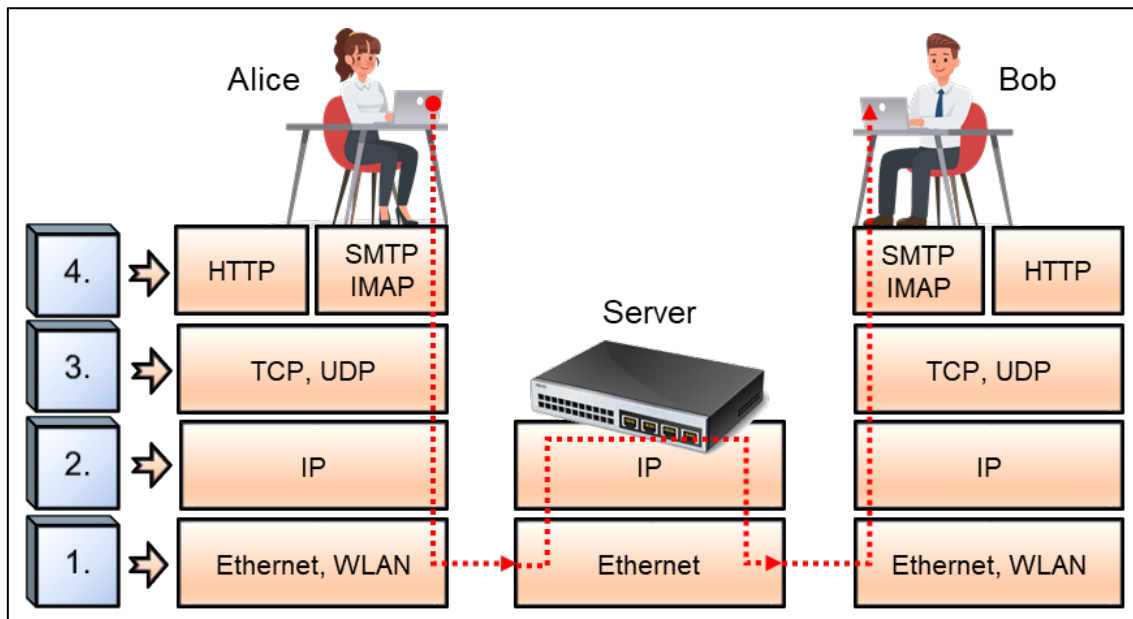 Alice
Bob
4.
HTTP
SMTP
IMAP
SMTP
IMAP
HTTP
Server
3.
TCP, UDP
TCP, UDP
2.
IP
IP
IP
1.
Ethernet, WLAN
Ethernet
Ethernet, WLAN